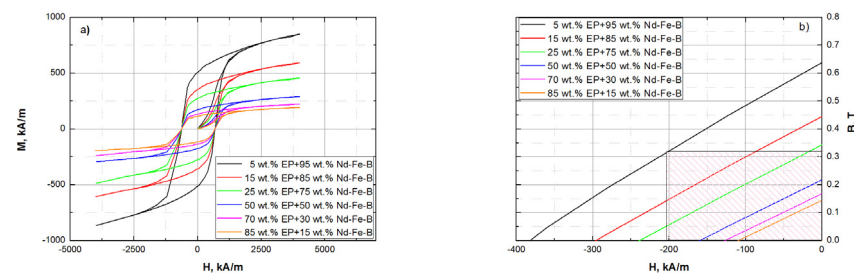 a)
1000
500
0
-500
-1000
M, kA/m
-5000 -2500 0 2500 5000
H, kA/m
5 wt.% EP+95 wt.% Nd-Fe-B
15 wt.% EP+85 wt.% Nd-Fe-B
25 wt.% EP+75 wt.% Nd-Fe-B
50 wt.% EP+50 wt.% Nd-Fe-B
70 wt.% EP+30 wt.% Nd-Fe-B
85 wt.% EP+15 wt.% Nd-Fe-B
b)
5 wt.% EP+95 wt.% Nd-Fe-B
15 wt.% EP+85 wt.% Nd-Fe-B
25 wt.% EP+75 wt.% Nd-Fe-B
50 wt.% EP+50 wt.% Nd-Fe-B
70 wt.% EP+30 wt.% Nd-Fe-B
85 wt.% EP+15 wt.% Nd-Fe-B
0.8
0.7
0.6
0.5
0.4
0.3
0.2
0.1
0.0
B, T
-400 -300 -200 -100 0
H, kA/m